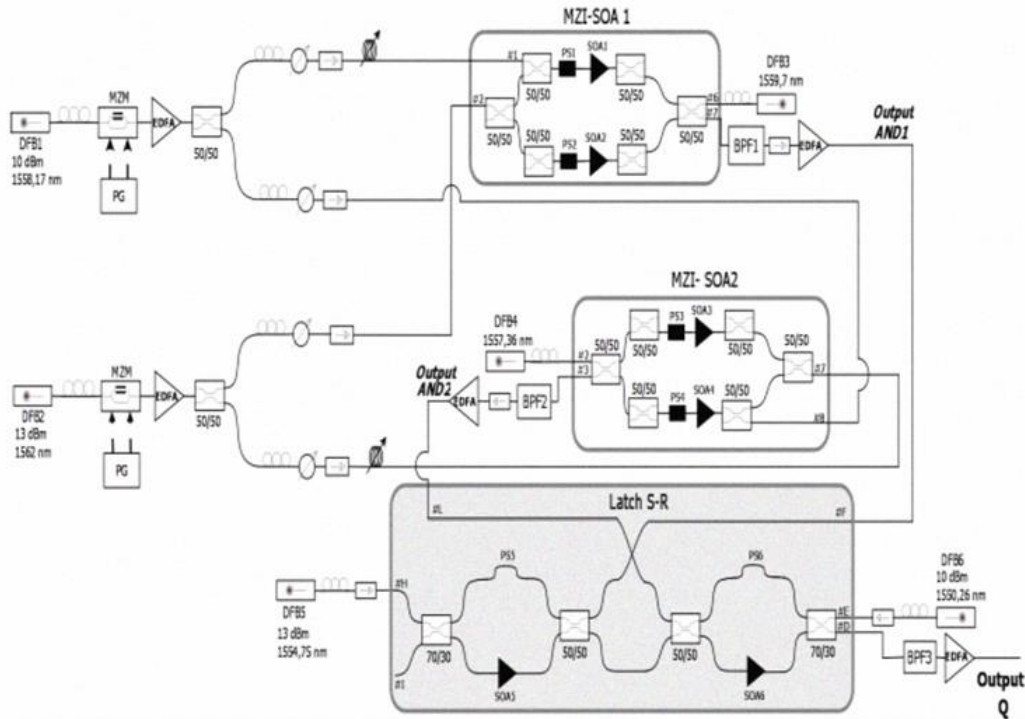 MZI-SOA 1
#1
PS1
SOA1
50/50
50/50
#2
50/50
50/50
PS2
SOA2
50/50
50/50
#6
#7
50/50
DFB3
1559,7 nm
BPF1
EDFA
Output
AND1
DFB1
10 dBm
1558,17 nm
MZM
PG
EDFA
50/50
MZI- SOA2
DFB4
1557,36 nm
#2
#3
50/50
PS3
SOA3
50/50
50/50
50/50
PS4
SOA4
50/50
50/50
#J
#8
Output
AND2
EDFA
BPF2
DFB2
13 dBm
1562 nm
MZM
PG
EDFA
50/50
Latch S-R
#L
#F
DFB5
13 dBm
1554,75 nm
#H
#I
70/30
PS5
SOA5
50/50
50/50
PS6
SOA6
70/30
#E
#D
DFB6
10 dBm
1550,26 nm
BPF3
EDFA
Output
Q